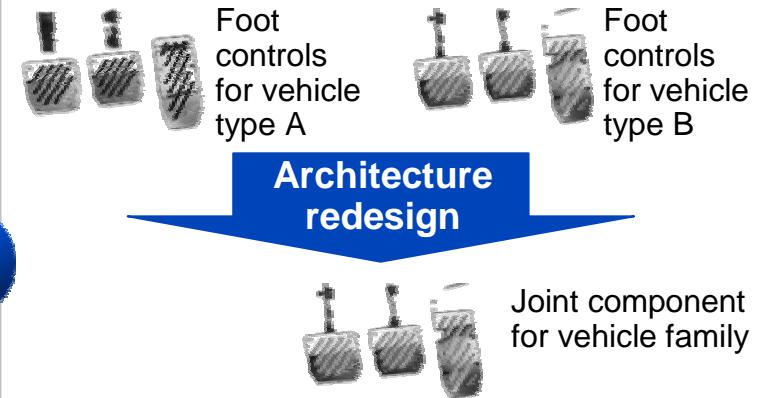 Foot
controls
for vehicle
type A
Foot
controls
for vehicle
type B
Architecture
redesign
Joint component
for vehicle family